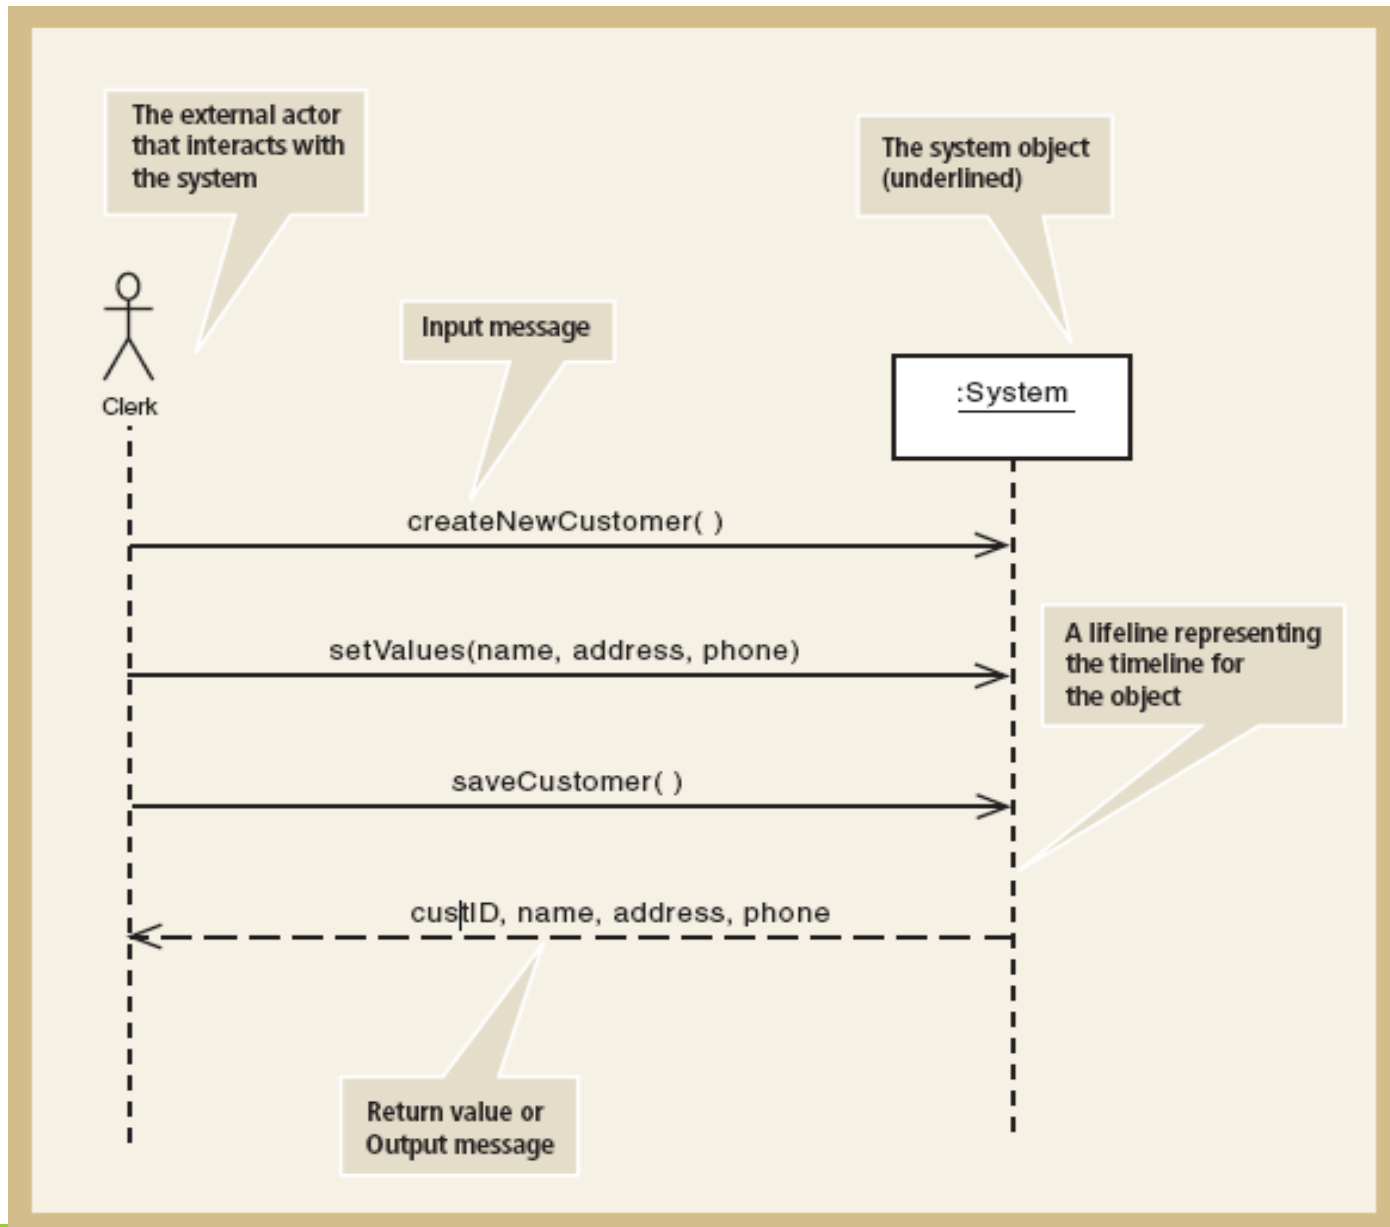 The external actor
that interacts with
the system
The system object
(underlined)
Input message
Clerk
:System
createNewCustomer( )
setValues(name, address, phone)
A lifeline representing
the timeline for
the object
saveCustomer( )
custID, name, address, phone
Return value or
Output message